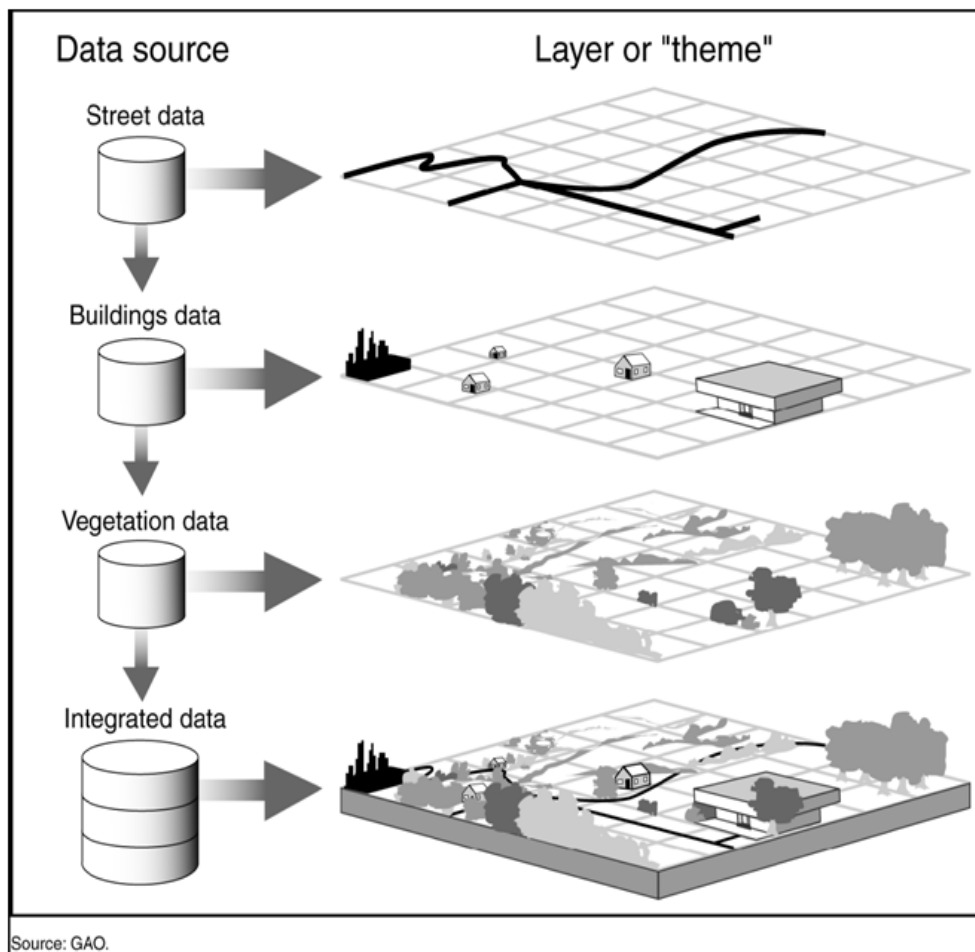 Data source
Layer or "theme"
Street data
Buildings data
Vegetation data
Integrated data
Source: GAO.